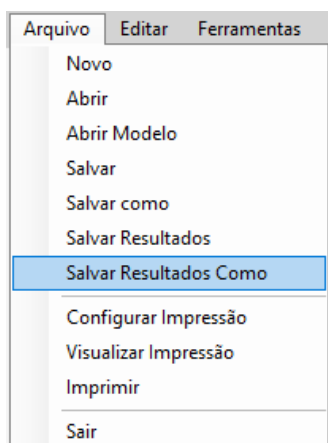 Arquivo Editar Ferramentas
Novo
Abrir
Abrir Modelo
Salvar
Salvar como
Salvar Resultados
Salvar Resultados Como
Configurar Impressão
Visualizar Impressão
Imprimir
Sair